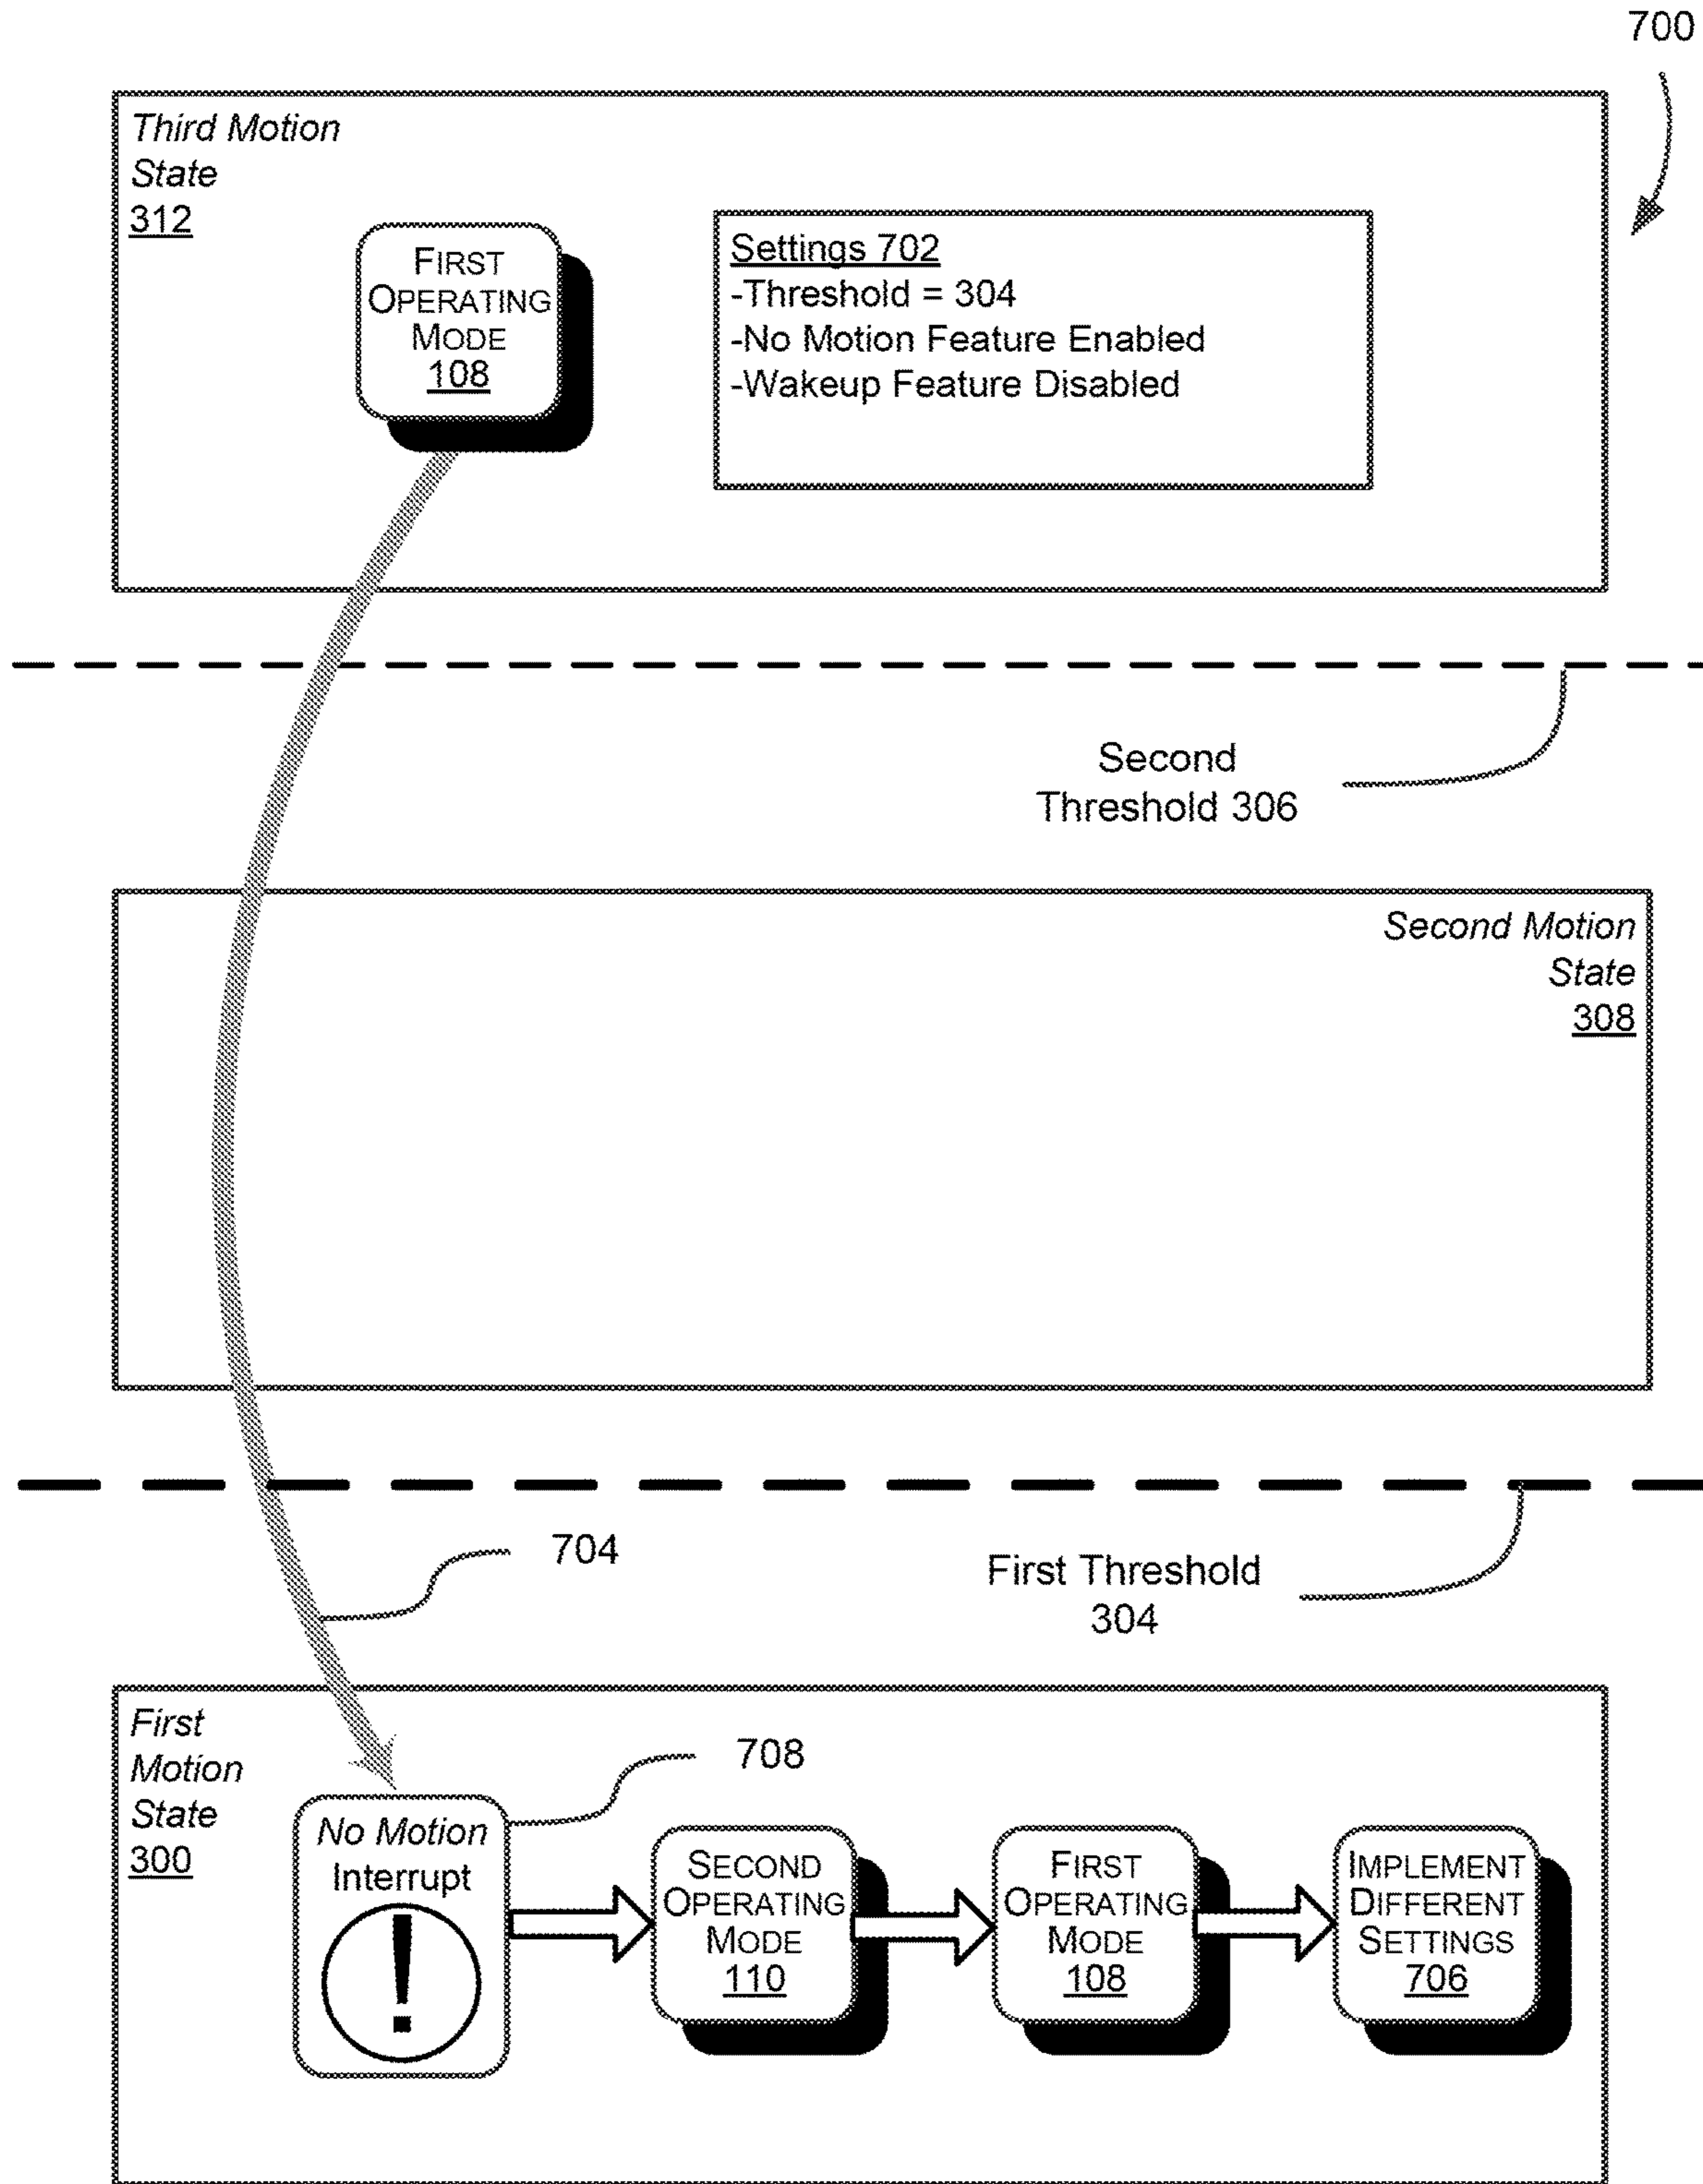 700
Third Motion
State
312
FIRST
OPERATING
MODE
108
Settings 702
-Threshold = 304
-No Motion Feature Enabled
-Wakeup Feature Disabled
Second
Threshold 306
Second Motion
State
308
704
First Threshold
304
First
Motion
State
300
708
No Motion
Interrupt
!
SECOND
OPERATING
MODE
110
FIRST
OPERATING
MODE
108
IMPLEMENT
DIFFERENT
SETTINGS
706